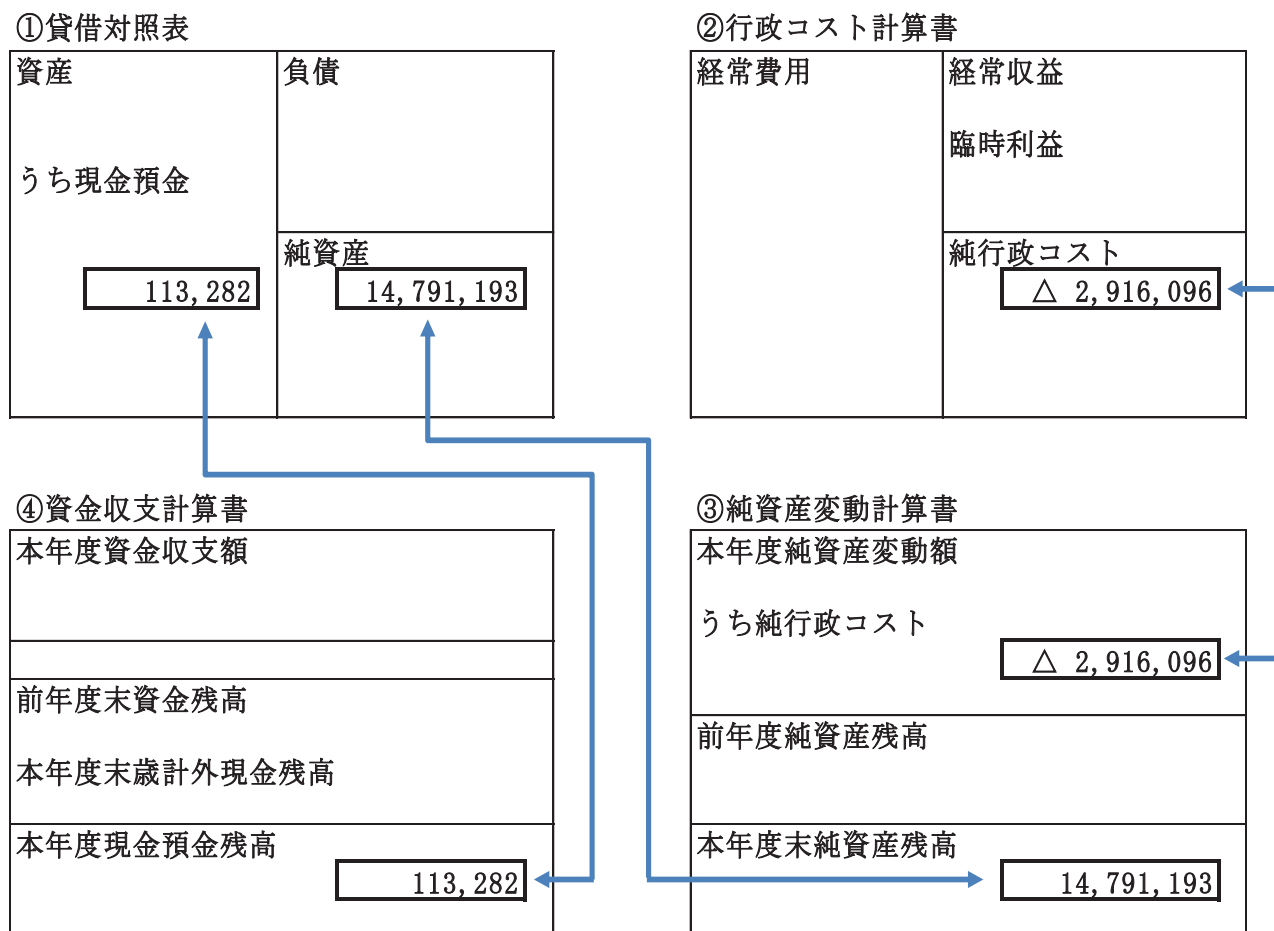 ①貸借対照表
資産
負債
うち現金預金
純資産
113,282
14,791,193
②行政コスト計算書
経常費用
経常収益
臨時利益
純行政コスト
△ 2,916,096
④資金収支計算書
本年度資金収支額
前年度末資金残高
本年度末歳計外現金残高
本年度現金預金残高
113,282
③純資産変動計算書
本年度純資産変動額
うち純行政コスト
△ 2,916,096
前年度純資産残高
本年度末純資産残高
14,791,193